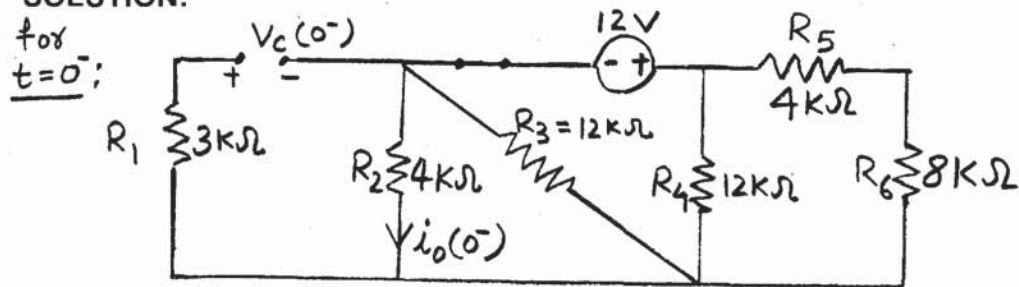 SOLUTION:
for
t=0⁻;
Vc(0⁻)
+ -
12V
- +
R5
4KΩ
R1 3KΩ
R2 4KΩ
R3=12KΩ
R4 12KΩ
R6 8KΩ
io(0⁻)